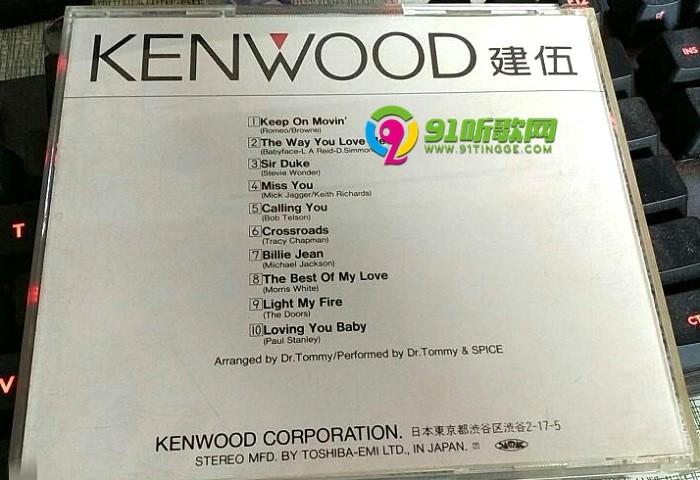 KENWOOD 建伍
1 Keep On Movin'
(Romeo/Browne)
2 The Way You Love Me
(Babyface-L A Reid-D.Simmon
3 Sir Duke
(Stevie Wonder)
4 Miss You
(Mick Jagger/Keith Richards)
5 Calling You
(Bob Telson)
6 Crossroads
(Tracy Chapman)
7 Billie Jean
(Michael Jackson)
8 The Best Of My Love
(Morris White)
9 Light My Fire
(The Doors)
10 Loving You Baby
(Paul Stanley)
91听歌网
WWW.91TINGGE.COM
Arranged by Dr.Tommy/Performed by Dr.Tommy & SPICE
KENWOOD CORPORATION. 日本東京都渋谷区渋谷2-17-5
STEREO MFD. BY TOSHIBA-EMI LTD., IN JAPAN.
T
V
INS